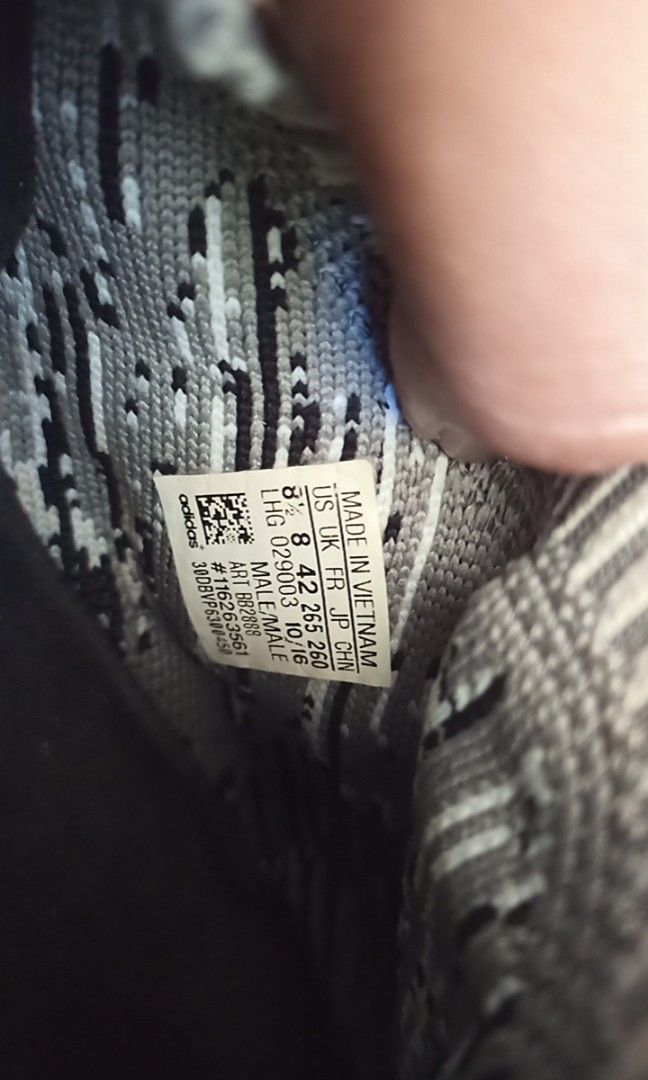 MADE IN VIETNAM
US UK FR JP CHN
8½ 8 42 265 260
LHG 029003 10/16
MALE/MALE
ART BB2888
#116263561
adidas